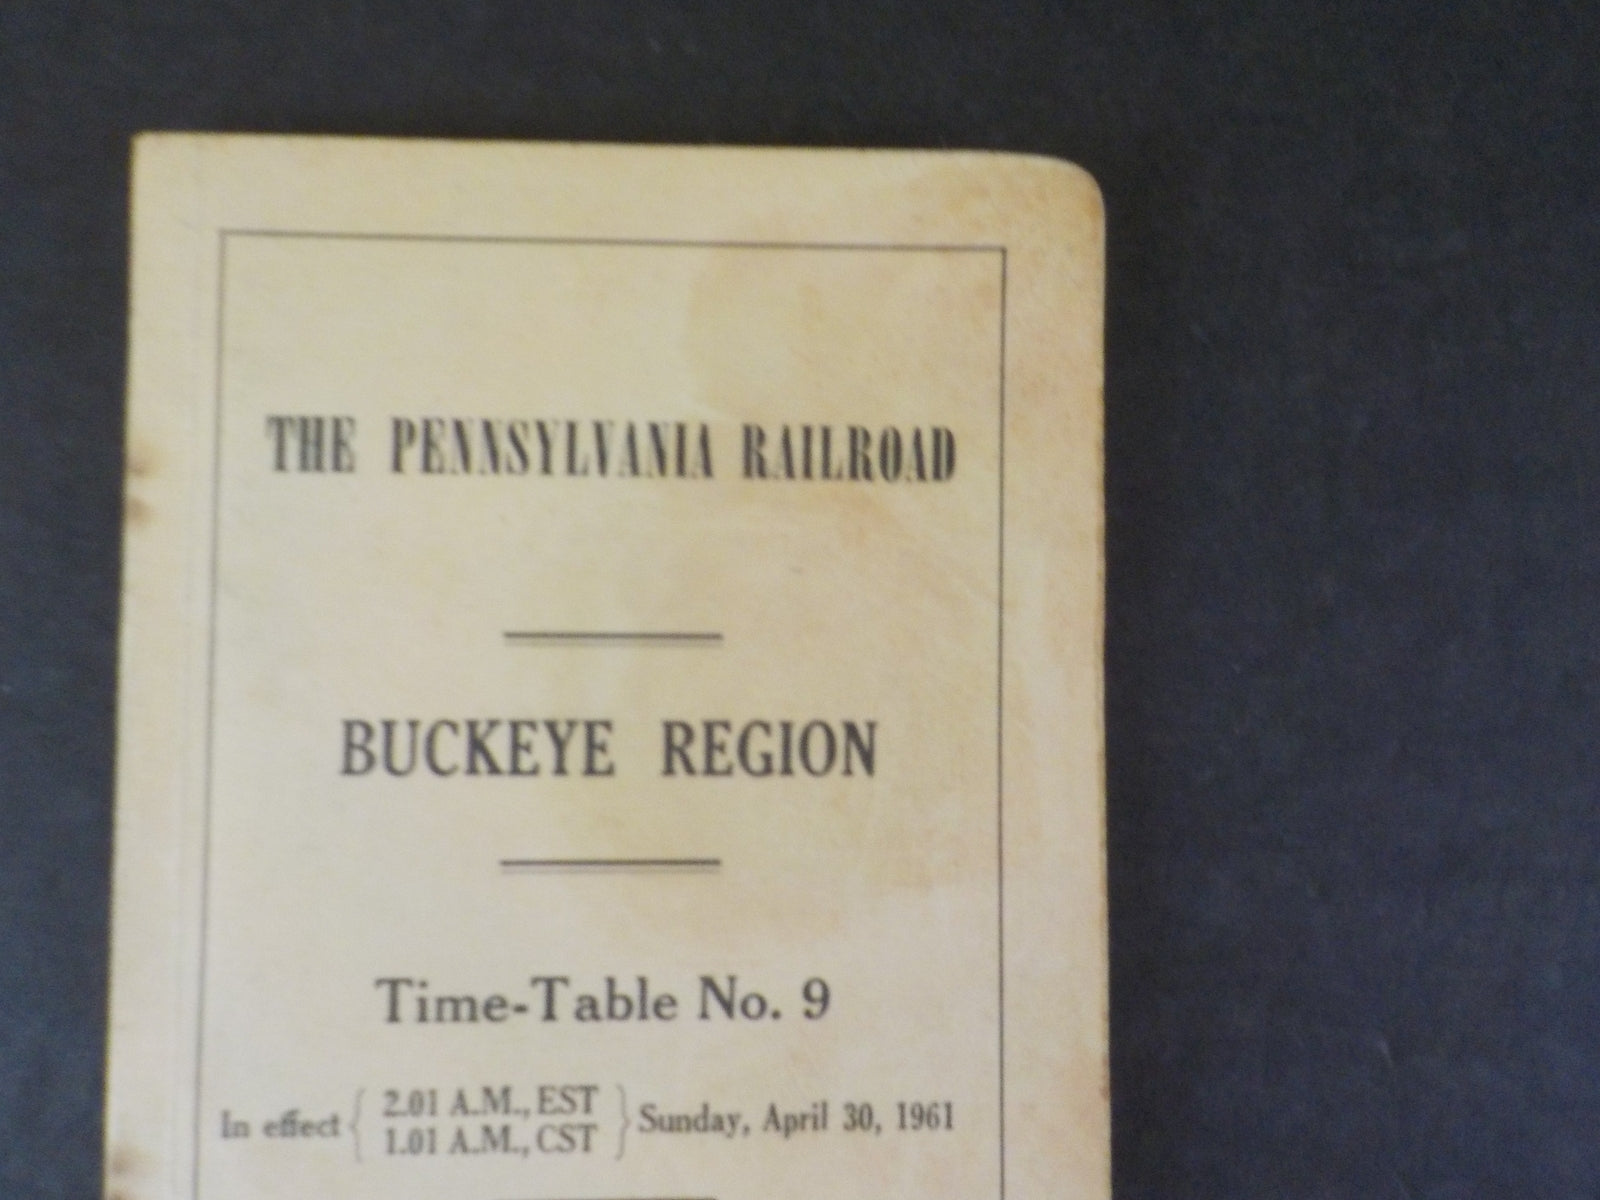 THE PENNSYLVANIA RAILROAD
BUCKEYE REGION
Time-Table No. 9
In effect { 2.01 A.M., EST } Sunday, April 30, 1961
1.01 A.M., CST